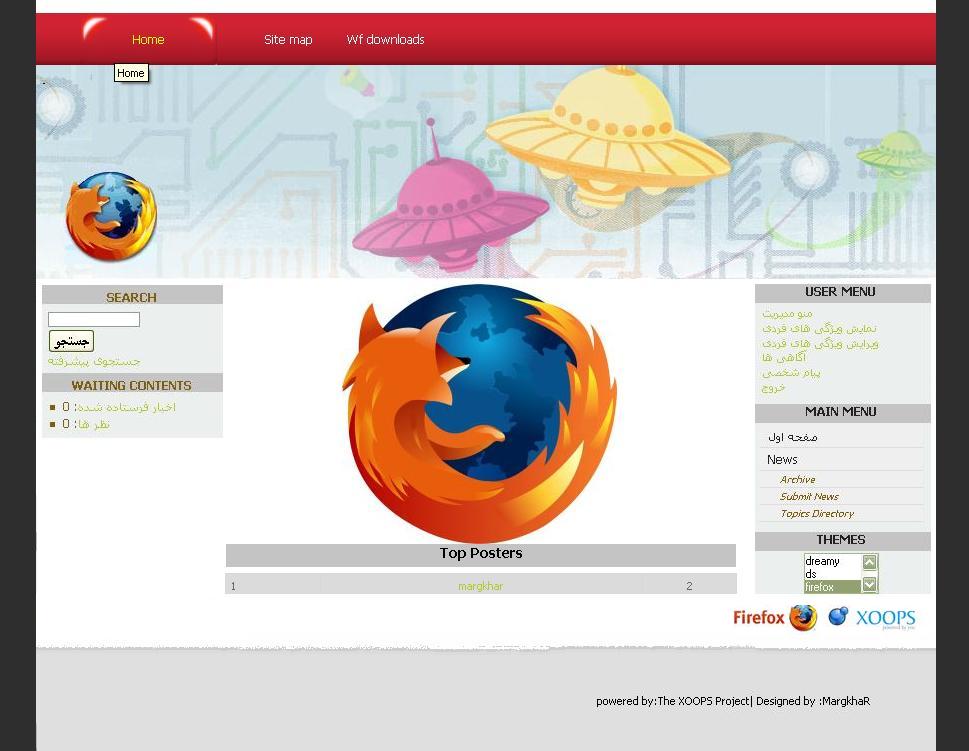 Home
Site map
Wf downloads
Home
SEARCH
جستجو
جستجوی پیشرفته
WAITING CONTENTS
اخبار فرستاده شده: 0
نظر ها: 0
Top Posters
1 margkhar 2
USER MENU
منو مدیریت
نمایش ویژگی های فردی
ویرایش ویژگی های فردی
آگاهی ها
پیام شخصی
خروج
MAIN MENU
صفحه اول
News
Archive
Submit News
Topics Directory
THEMES
dreamy
ds
firefox
Firefox
XOOPS
powered by:The XOOPS Project| Designed by :MargkhaR